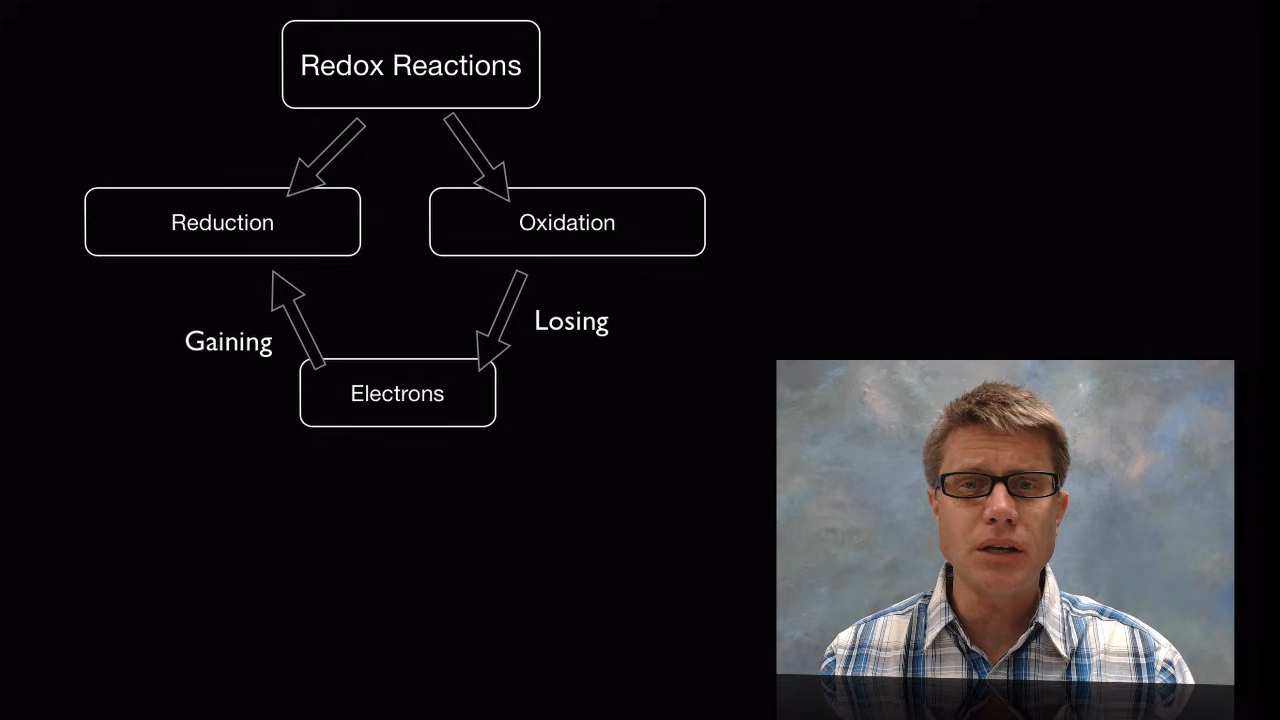 Redox Reactions
Reduction
Oxidation
Losing
Gaining
Electrons